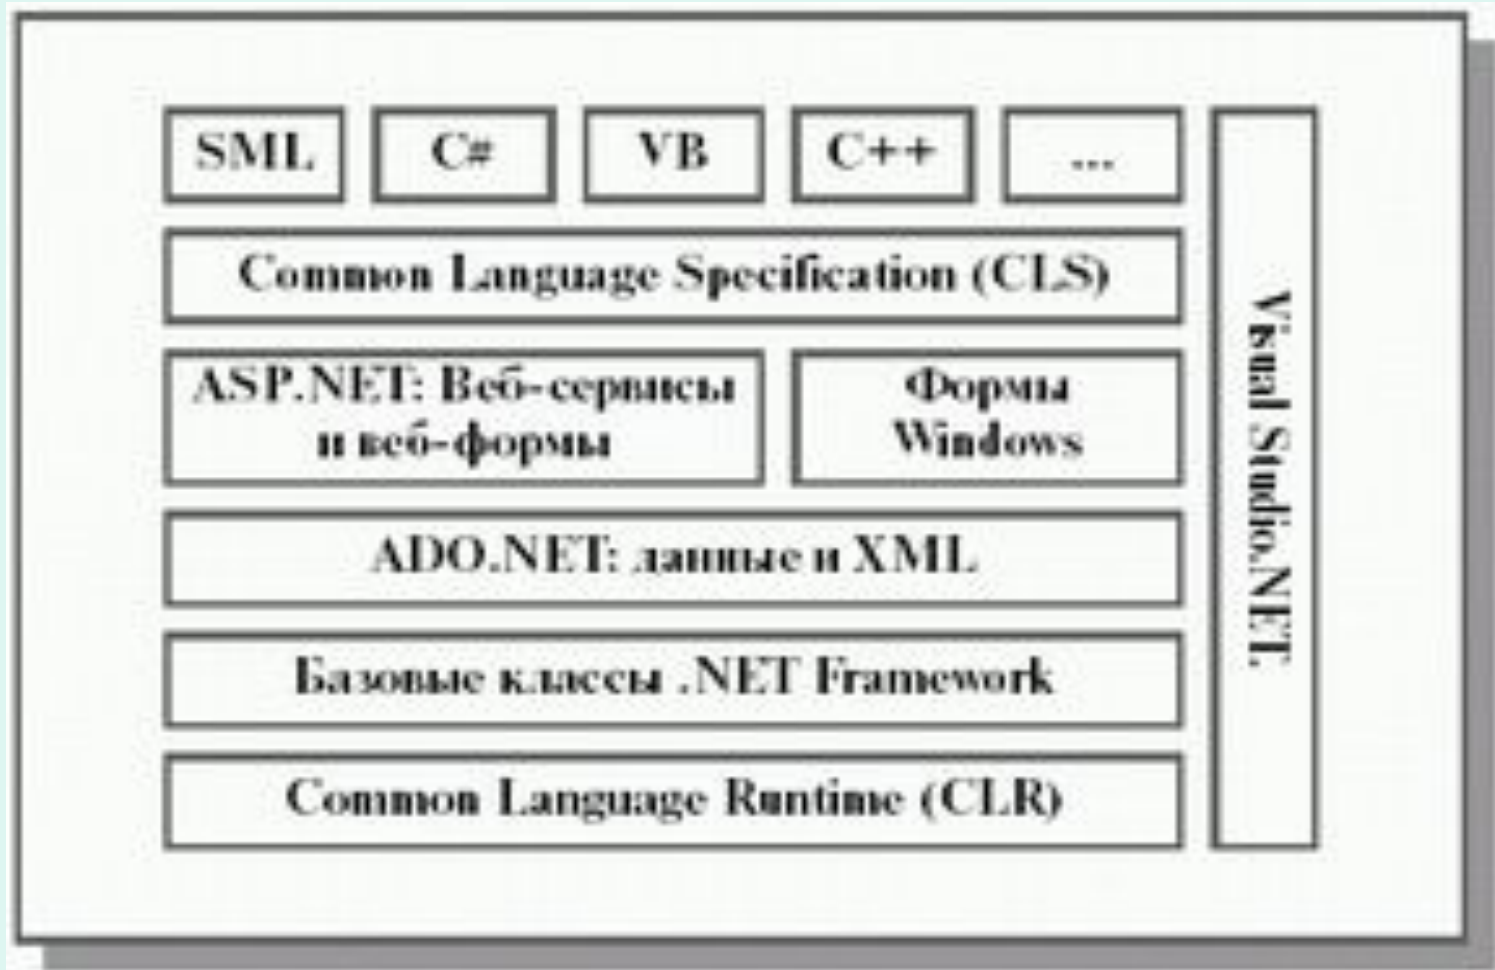 SML
C#
VB
C++
...
Common Language Specification (CLS)
ASP.NET: Веб-сервисы
и веб-формы
Формы
Windows
ADO.NET: данные и XML
Базовые классы .NET Framework
Common Language Runtime (CLR)
Visual Studio.NET